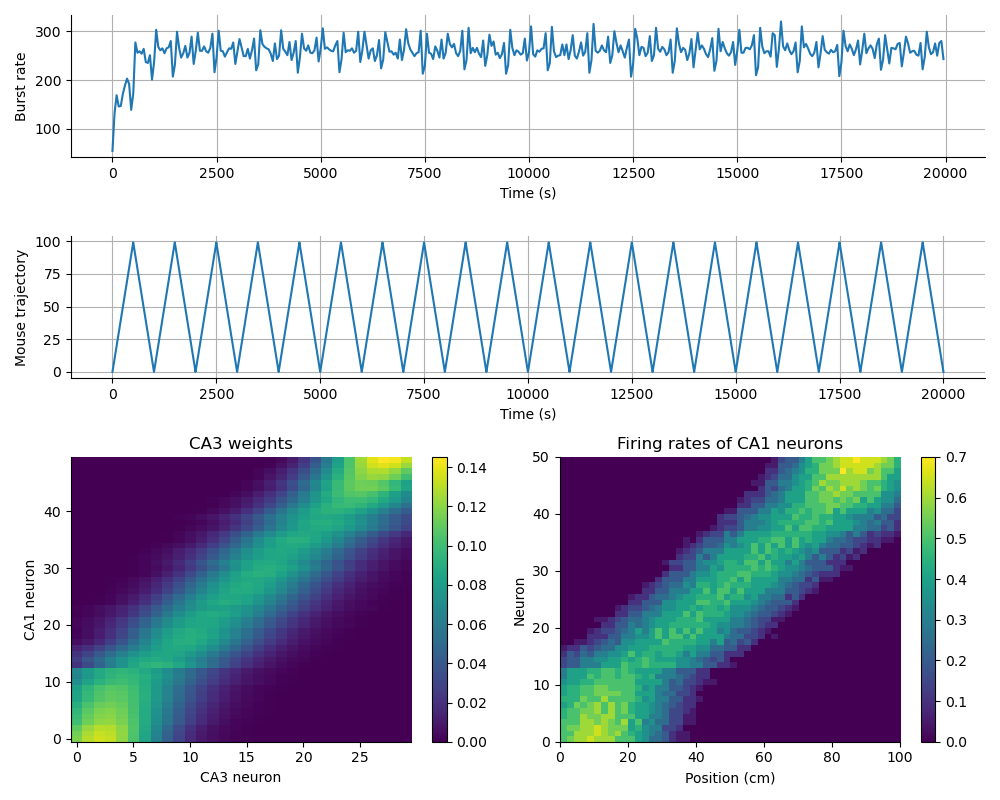 Burst rate
300
200
100
0 2500 5000 7500 10000 12500 15000 17500 20000
Time (s)
Mouse trajectory
100
75
50
25
0
0 2500 5000 7500 10000 12500 15000 17500 20000
Time (s)
CA3 weights
CA1 neuron
40
30
20
10
0
0 5 10 15 20 25
CA3 neuron
0.14
0.12
0.10
0.08
0.06
0.04
0.02
0.00
Firing rates of CA1 neurons
Neuron
50
40
30
20
10
0
0 20 40 60 80 100
Position (cm)
0.7
0.6
0.5
0.4
0.3
0.2
0.1
0.0